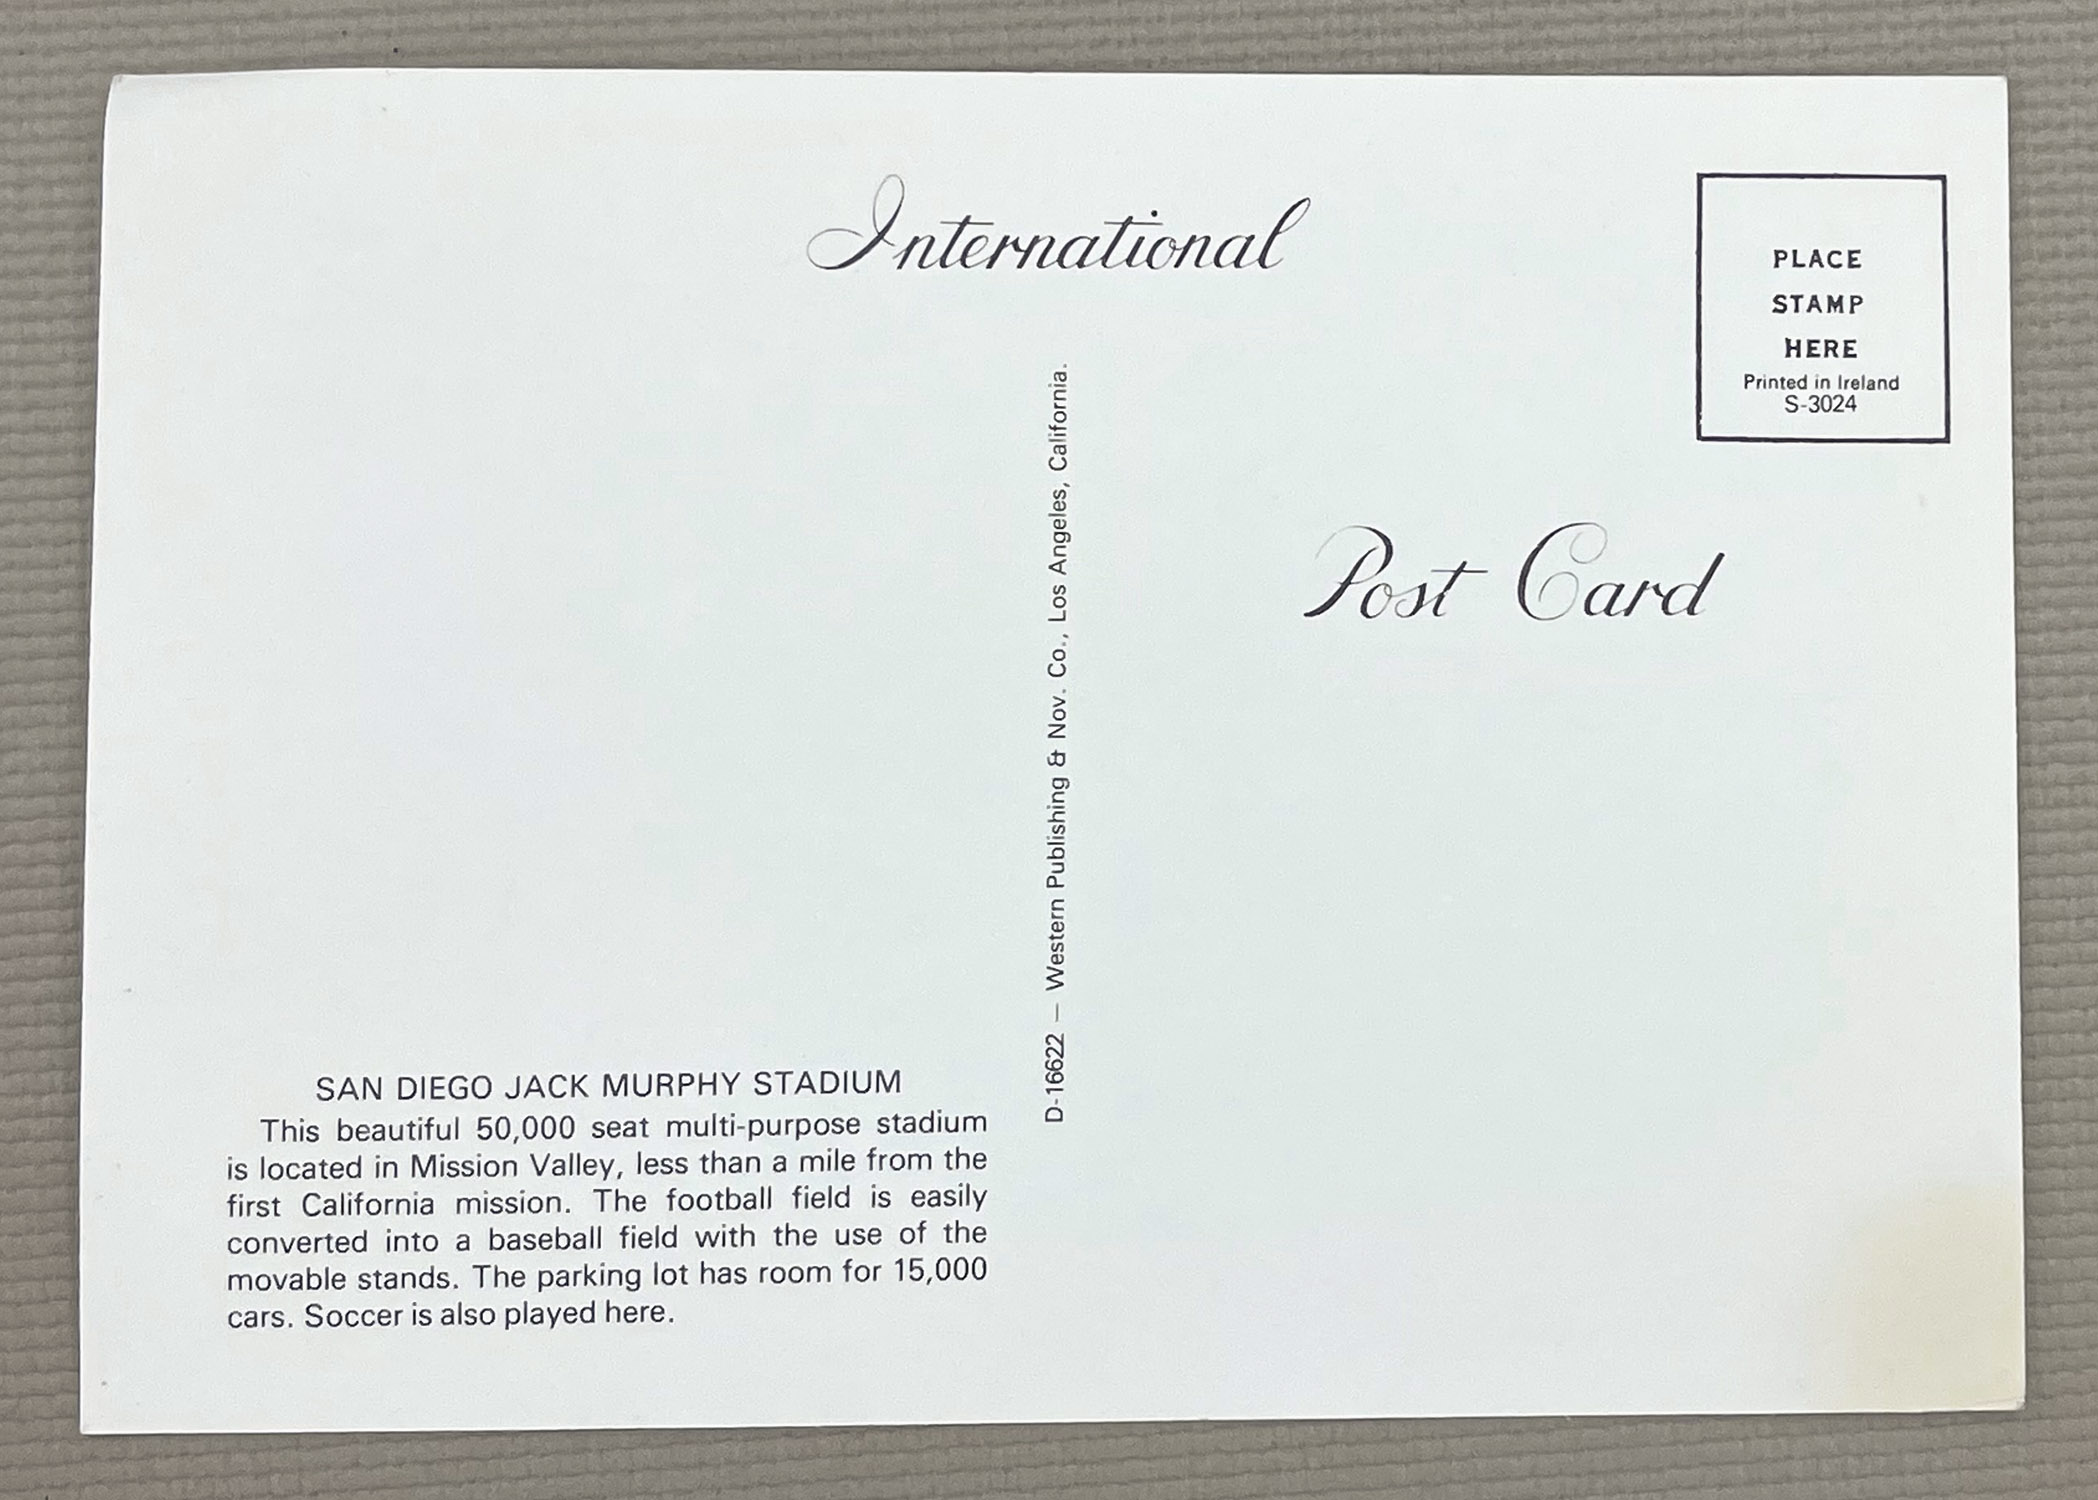 International
PLACE
STAMP
HERE
Printed in Ireland
S-3024
Post Card
D-16622 — Western Publishing & Nov. Co., Los Angeles, California.
SAN DIEGO JACK MURPHY STADIUM
This beautiful 50,000 seat multi-purpose stadium
is located in Mission Valley, less than a mile from the
first California mission. The football field is easily
converted into a baseball field with the use of the
movable stands. The parking lot has room for 15,000
cars. Soccer is also played here.